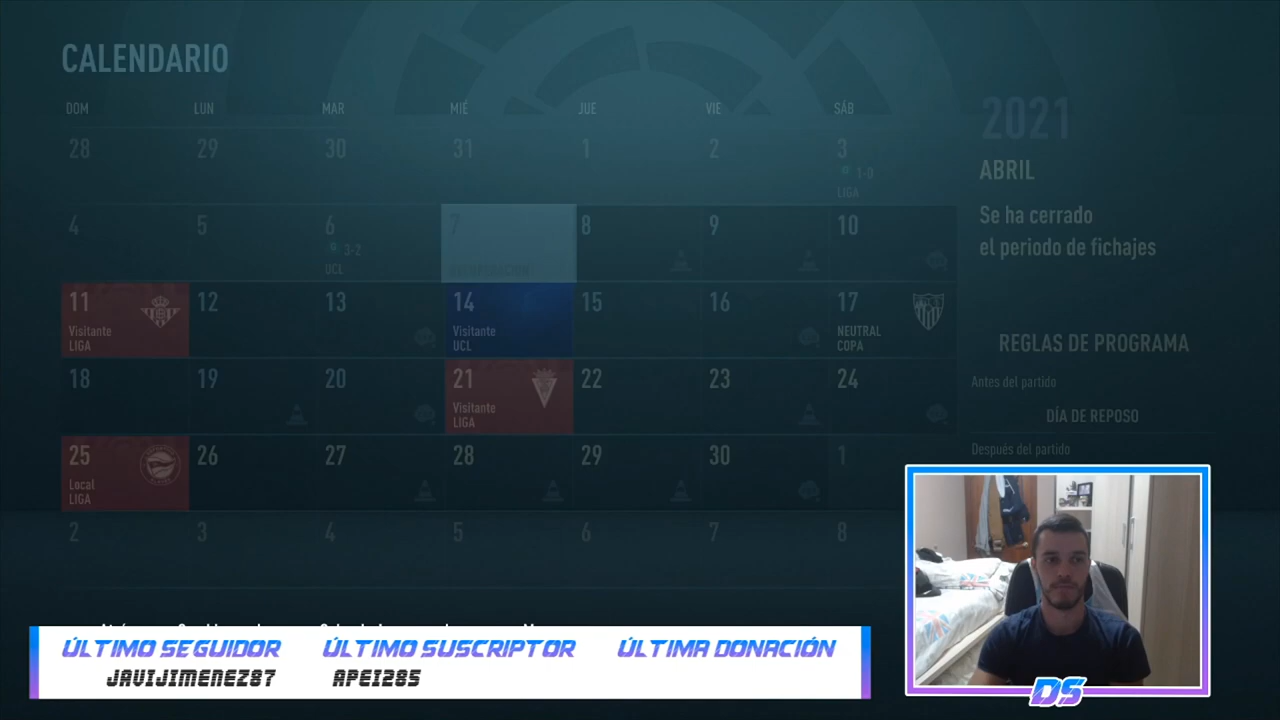 CALENDARIO
DOM LUN MAR MIÉ JUE VIE SÁB
28 29 30 31 1 2 3
G 1-0
LIGA
4 5 6 7 8 9 10
G 3-2
UCL
11 12 13 14 15 16 17
Visitante LIGA
Visitante UCL
NEUTRAL COPA
18 19 20 21 22 23 24
Visitante
LIGA
25 26 27 28 29 30 1
Local
LIGA
2 3 4 5 6 7 8
2021
ABRIL
Se ha cerrado
el periodo de fichajes
REGLAS DE PROGRAMA
Antes del partido
DÍA DE REPOSO
Después del partido
ÚLTIMO SEGUIDOR ÚLTIMO SUSCRIPTOR ÚLTIMA DONACIÓN
JAVIJIMENEZ87 APEI285
DS